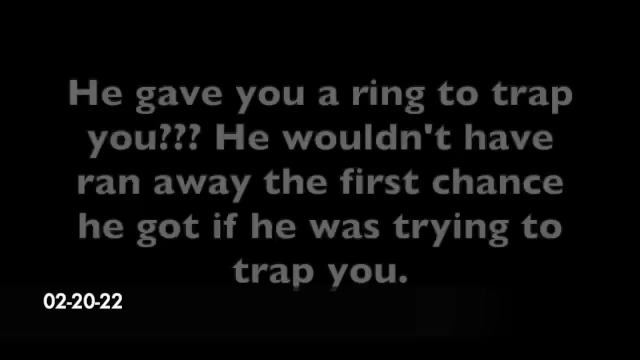 He gave you a ring to trap
you??? He wouldn't have
ran away the first chance
he got if he was trying to
trap you.
02-20-22